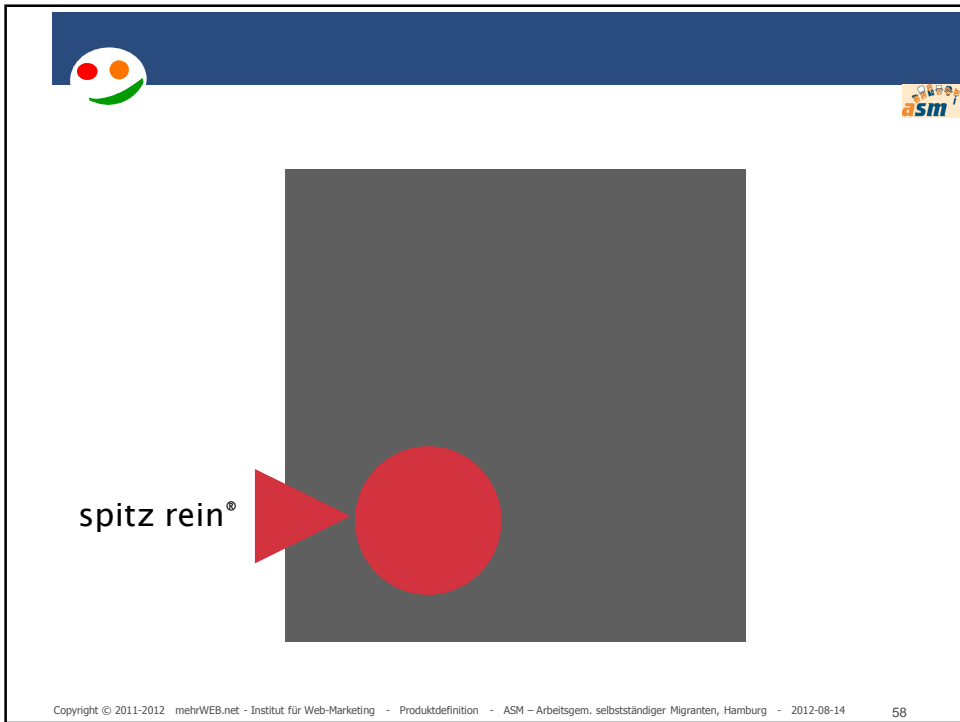 asm
spitz rein®
Copyright © 2011-2012 mehrWEB.net - Institut für Web-Marketing - Produktdefinition - ASM – Arbeitsgem. selbstständiger Migranten, Hamburg - 2012-08-14 58